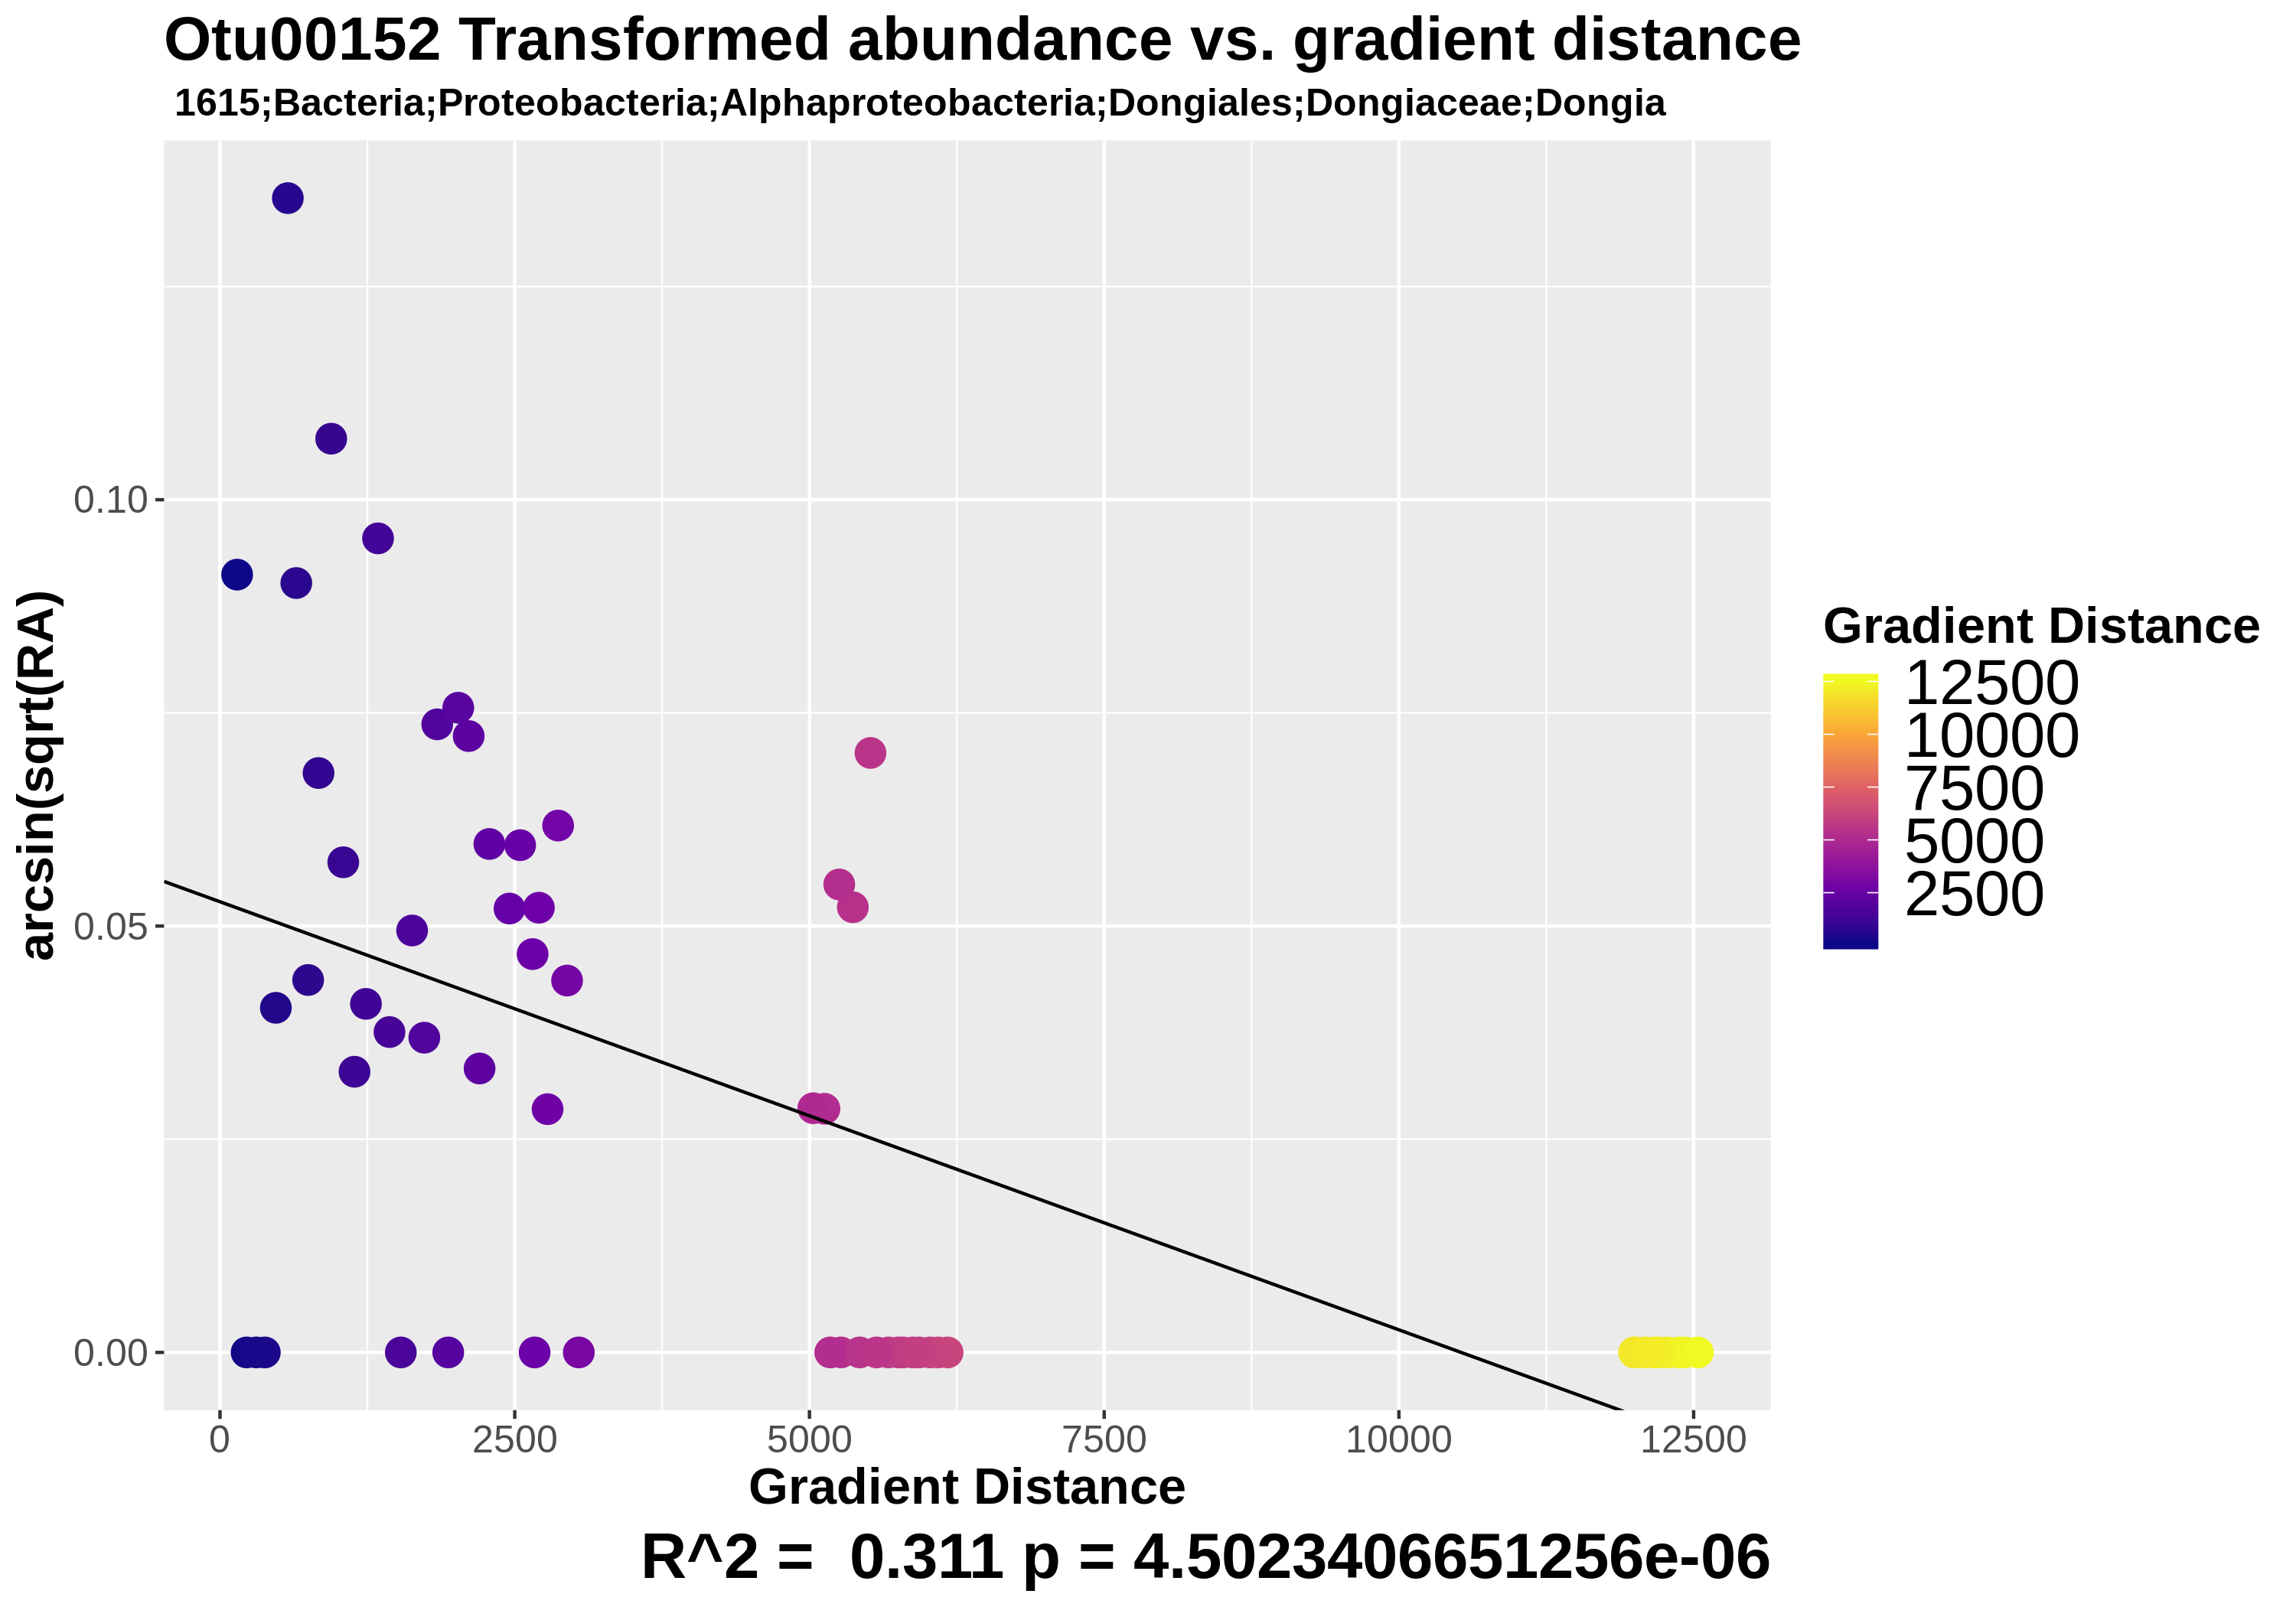 Otu00152 Transformed abundance vs. gradient distance
1615;Bacteria;Proteobacteria;Alphaproteobacteria;Dongiales;Dongiaceae;Dongia
arcsin(sqrt(RA)
0.10
0.05
0.00
0
2500
5000
7500
10000
12500
Gradient Distance
R^2 =  0.311 p = 4.5023406651256e-06
Gradient Distance
12500
10000
7500
5000
2500